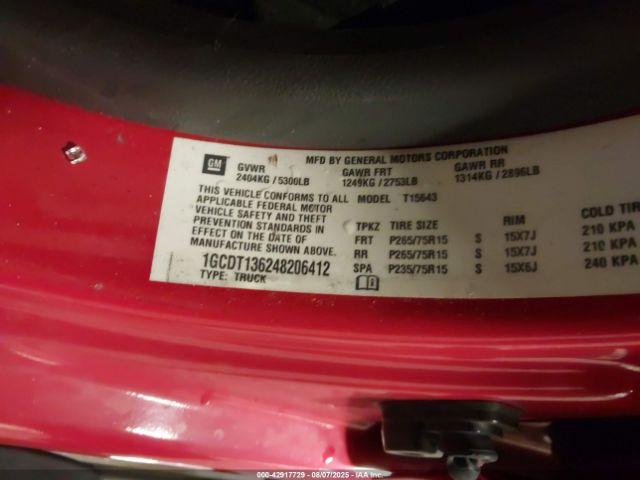 MFD BY GENERAL MOTORS CORPORATION
GM GVWR GAWR FRT GAWR RR
2404KG / 5300LB 1249KG / 2753LB 1314KG / 2896LB
THIS VEHICLE CONFORMS TO ALL MODEL T15643
APPLICABLE FEDERAL MOTOR
VEHICLE SAFETY AND THEFT
PREVENTION STANDARDS IN
EFFECT ON THE DATE OF
MANUFACTURE SHOWN ABOVE.
1GCDT136248206412
TYPE: TRUCK
TPKZ TIRE SIZE RIM COLD TI
FRT P265/75R15 S 15X7J 210 KPA
RR P265/75R15 S 15X7J 210 KPA
SPA P235/75R15 S 15X6J 240 KPA
000-42917729 - 08/07/2025 - IAAI.com